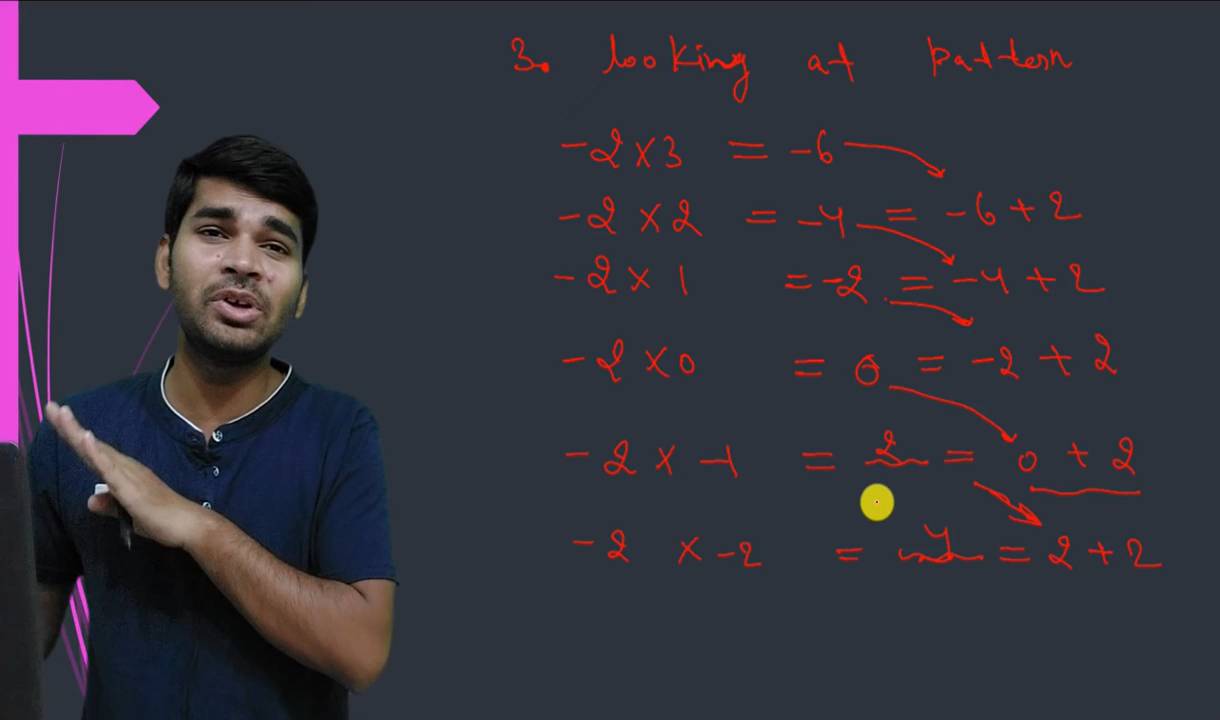 3. looking at pattern
-2 × 3 = -6
-2 × 2 = -4 = -6 + 2
-2 × 1 = -2 = -4 + 2
-2 × 0 = 0 = -2 + 2
-2 × -1 = 2 = 0 + 2
-2 × -2 = 4 = 2 + 2